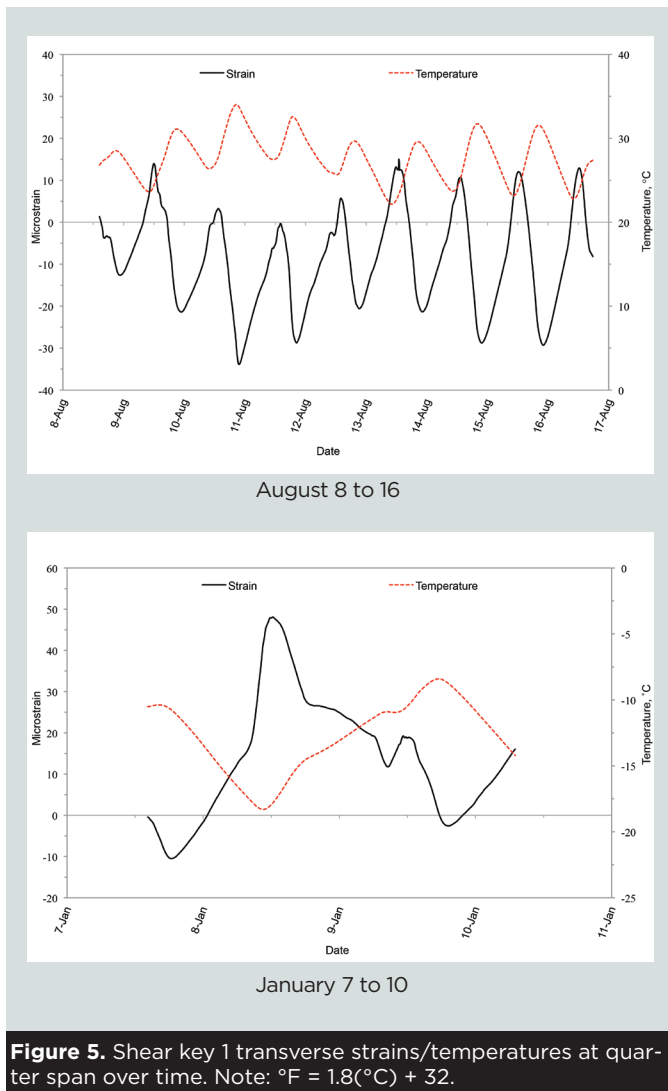 40
30
20
10
0
-10
-20
-30
-40
Microstrain
Strain
Temperature
40
30
20
10
0
Temperature, °C
8-Aug
9-Aug
10-Aug
11-Aug
12-Aug
13-Aug
14-Aug
15-Aug
16-Aug
17-Aug
Date
August 8 to 16
60
50
40
30
20
10
0
-10
-20
Microstrain
Strain
Temperature
0
-5
-10
-15
-20
-25
Temperature, °C
7-Jan
8-Jan
9-Jan
10-Jan
11-Jan
Date
January 7 to 10
Figure 5. Shear key 1 transverse strains/temperatures at quar-
ter span over time. Note: °F = 1.8(°C) + 32.